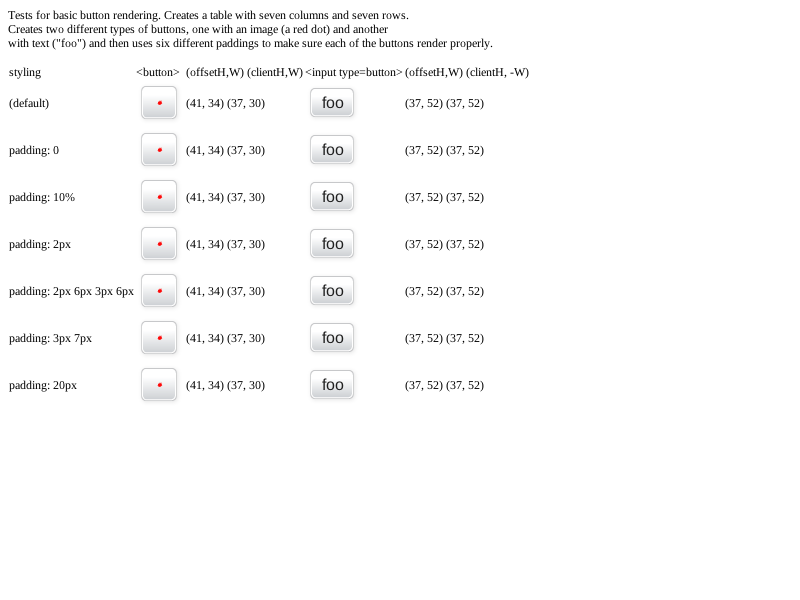 Tests for basic button rendering. Creates a table with seven columns and seven rows.
Creates two different types of buttons, one with an image (a red dot) and another
with text ("foo") and then uses six different paddings to make sure each of the buttons render properly.
styling <button> (offsetH,W) (clientH,W) <input type=button> (offsetH,W) (clientH, -W)
(default) (41, 34) (37, 30) foo (37, 52) (37, 52)
padding: 0 (41, 34) (37, 30) foo (37, 52) (37, 52)
padding: 10% (41, 34) (37, 30) foo (37, 52) (37, 52)
padding: 2px (41, 34) (37, 30) foo (37, 52) (37, 52)
padding: 2px 6px 3px 6px (41, 34) (37, 30) foo (37, 52) (37, 52)
padding: 3px 7px (41, 34) (37, 30) foo (37, 52) (37, 52)
padding: 20px (41, 34) (37, 30) foo (37, 52) (37, 52)